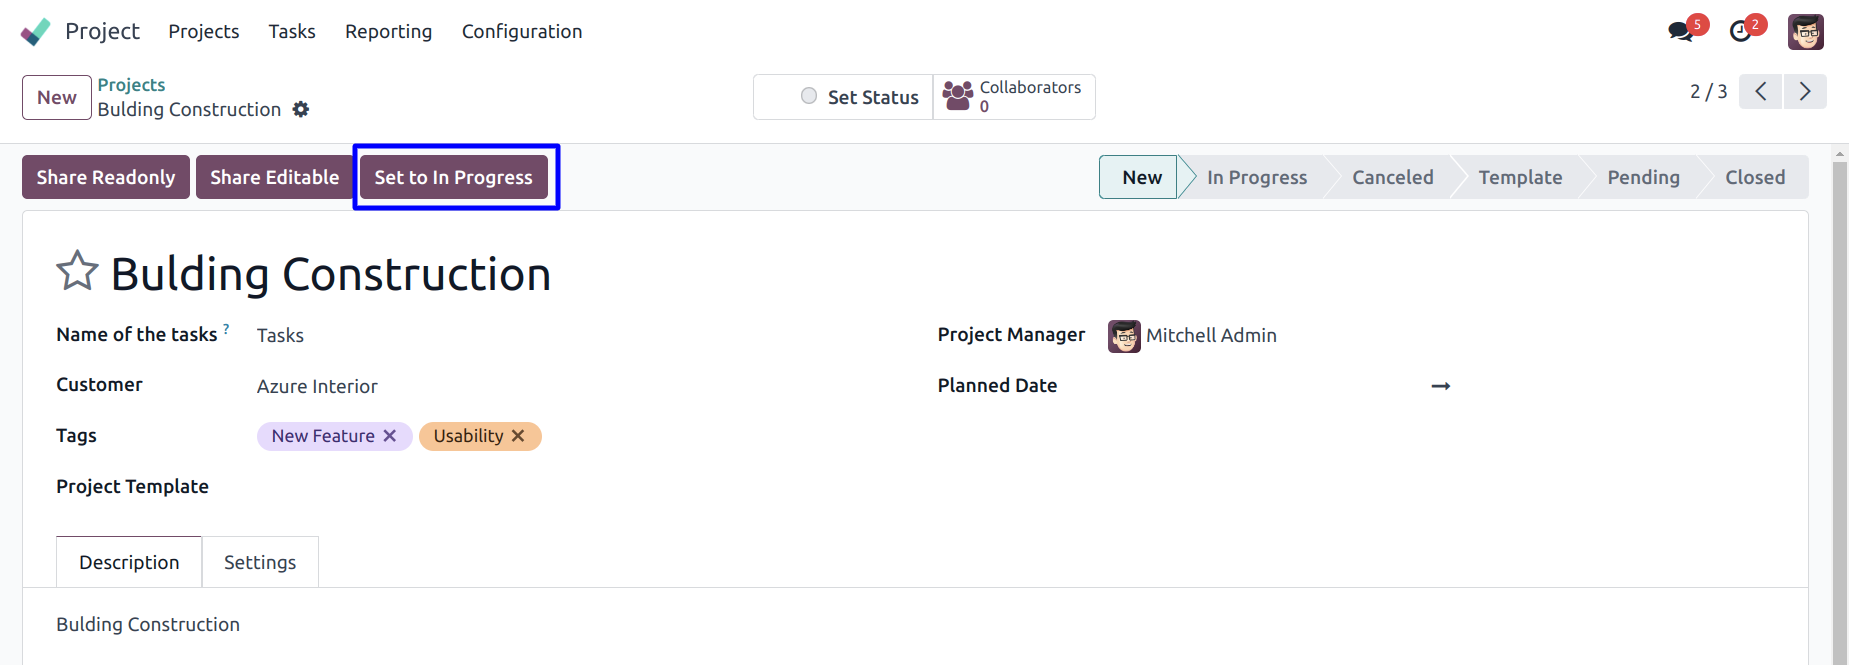 Project Projects Tasks Reporting Configuration 5 2
New Projects
Bulding Construction
Set Status Collaborators
0
2 / 3
Share Readonly Share Editable Set to In Progress New In Progress Canceled Template Pending Closed
Bulding Construction
Name of the tasks ? Tasks Project Manager Mitchell Admin
Customer Azure Interior Planned Date →
Tags New Feature ✕ Usability ✕
Project Template
Description Settings
Bulding Construction